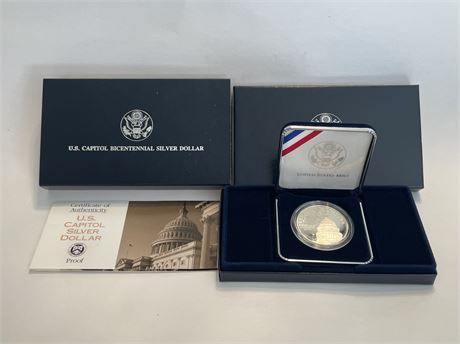 U.S. CAPITOL BICENTENNIAL SILVER DOLLAR
UNITED STATES MINT
Certificate of
Authenticity
U.S.
CAPITOL
SILVER
DOLLAR
Proof